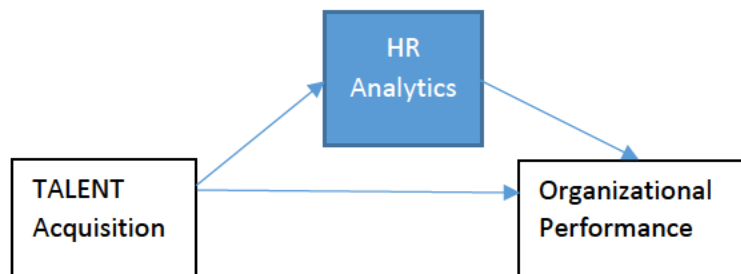 HR
Analytics
TALENT
Acquisition
Organizational
Performance